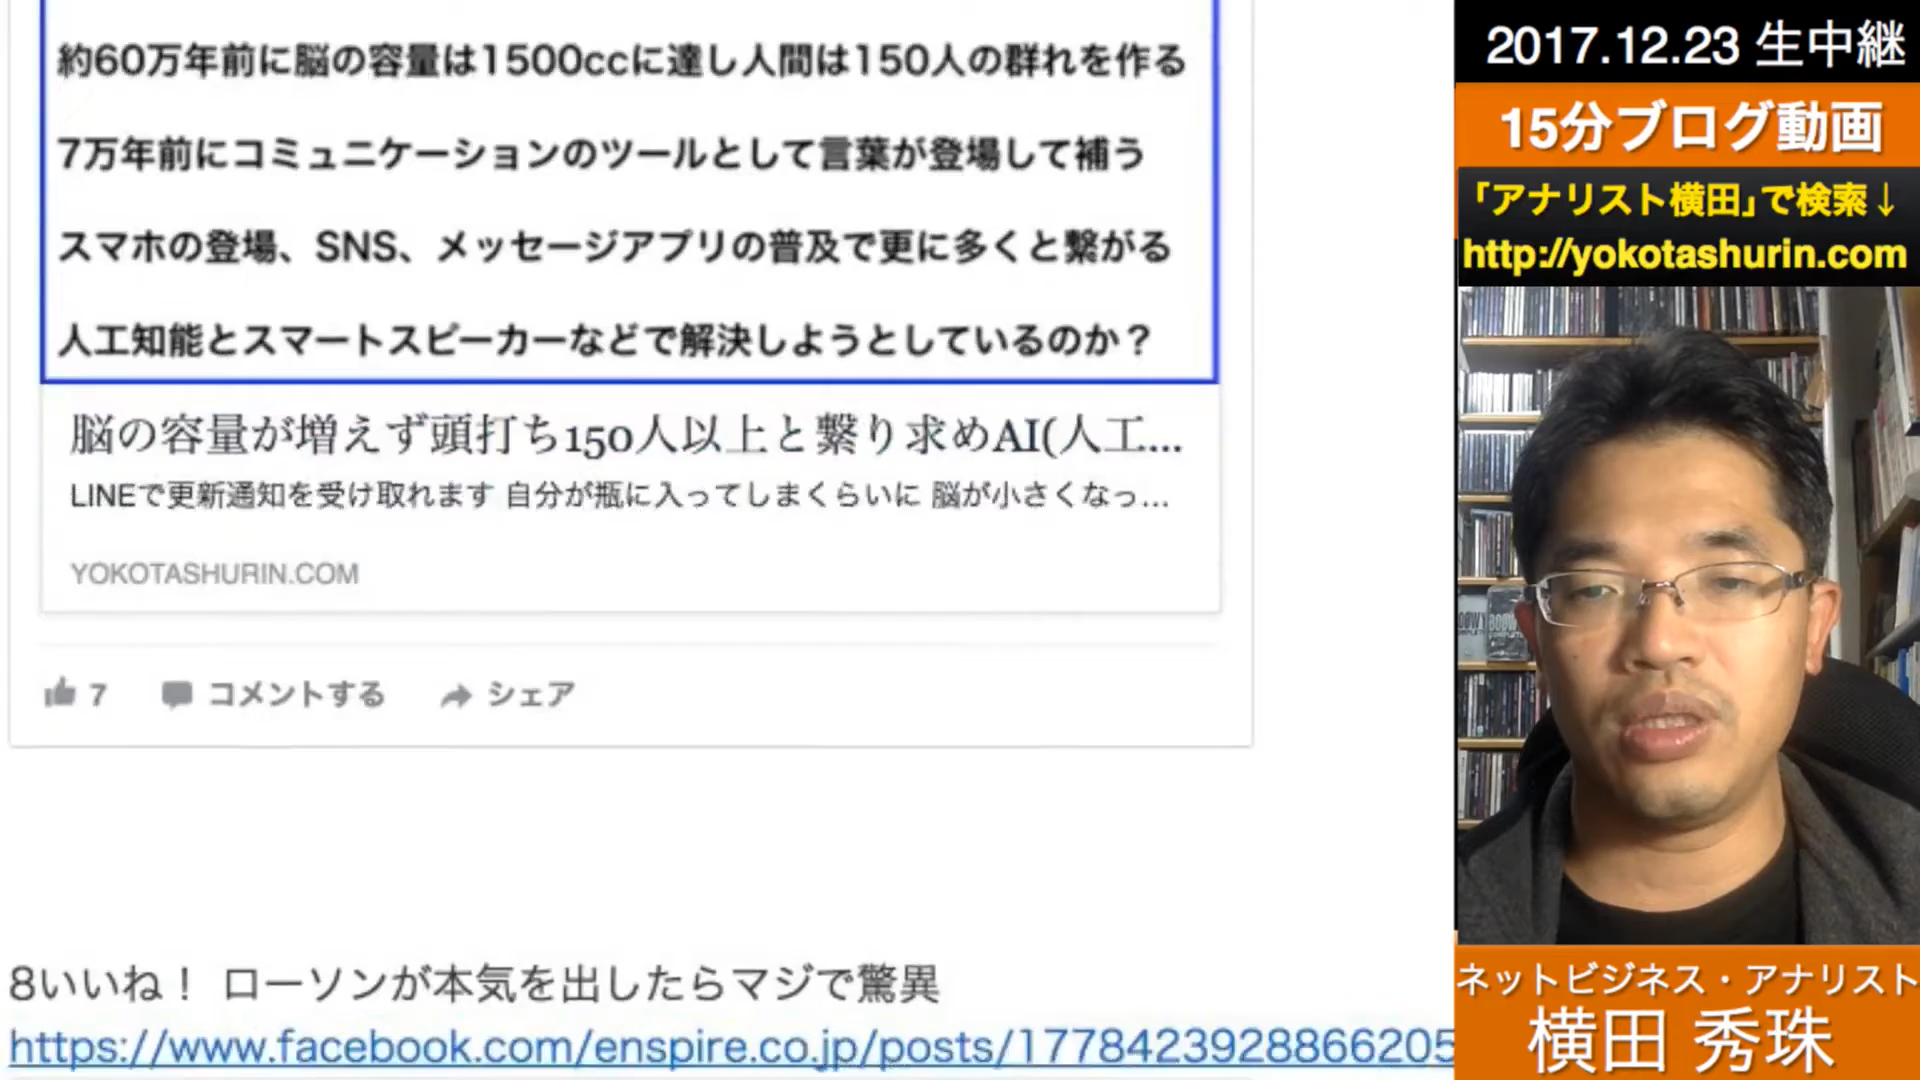 約60万年前に脳の容量は1500ccに達し人間は150人の群れを作る
7万年前にコミュニケーションのツールとして言葉が登場して補う
スマホの登場、SNS、メッセージアプリの普及で更に多くと繋がる
人工知能とスマートスピーカーなどで解決しようとしているのか？
脳の容量が増えず頭打ち150人以上と繋り求めAI(人工...
LINEで更新通知を受け取れます 自分が瓶に入ってしまくらいに 脳が小さくなっ...
YOKOTASHURIN.COM
7 コメントする シェア
8いいね！ ローソンが本気を出したらマジで驚異
https://www.facebook.com/enspire.co.jp/posts/1778423928866205
2017.12.23 生中継
15分ブログ動画
「アナリスト横田」で検索↓
http://yokotashurin.com
ネットビジネス・アナリスト
横田 秀珠